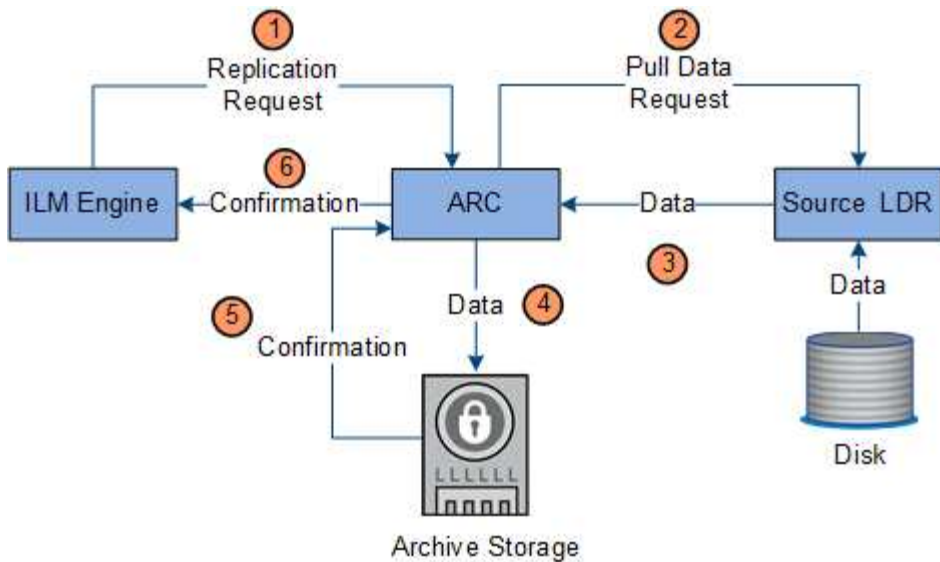 1
Replication
Request
2
Pull Data
Request
6
ILM Engine
Confirmation
ARC
Data
Source LDR
3
5
Confirmation
Data
4
Data
LLLLLL
Disk
Archive Storage